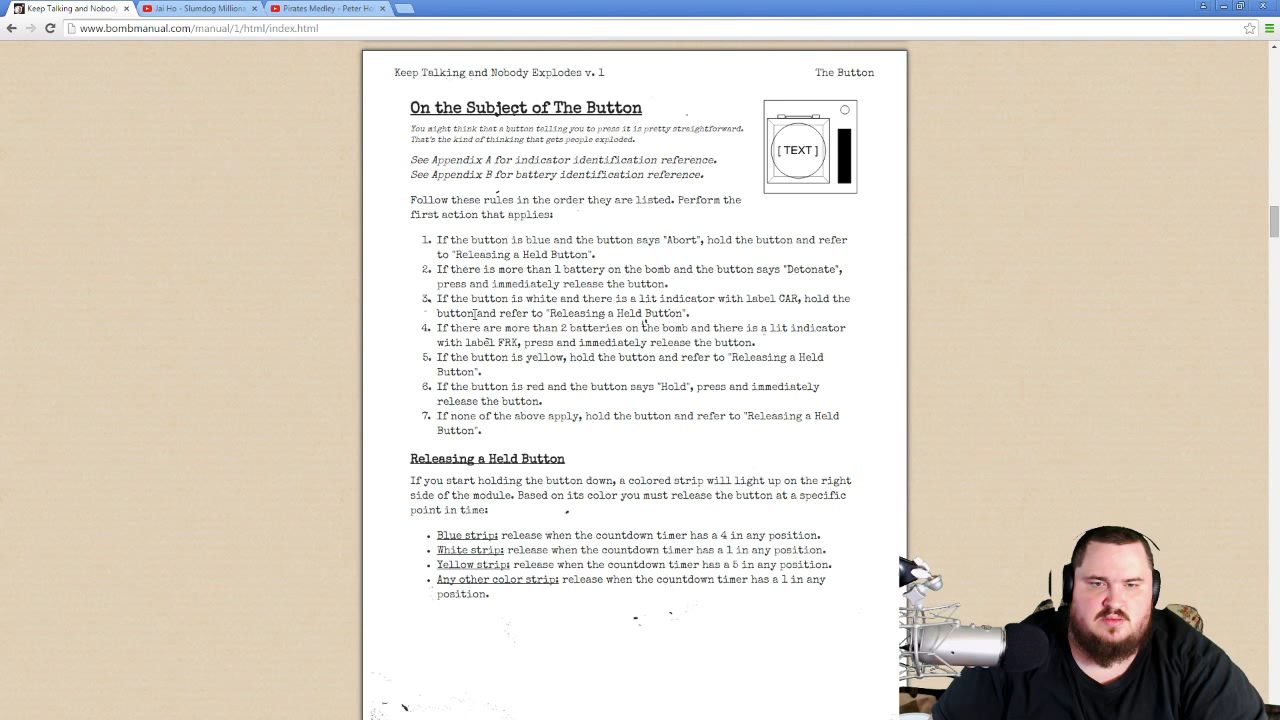 Keep Talking and Nobody
Jai Ho - Slumdog Millions
Pirates Medley - Peter Ho
www.bombmanual.com/manual/1/html/index.html
Keep Talking and Nobody Explodes v. 1
The Button
On the Subject of The Button
You might think that a button telling you to press it is pretty straightforward.
That's the kind of thinking that gets people exploded.
[ TEXT ]
See Appendix A for indicator identification reference.
See Appendix B for battery identification reference.
Follow these rules in the order they are listed. Perform the
first action that applies:
1. If the button is blue and the button says "Abort", hold the button and refer
to "Releasing a Held Button".
2. If there is more than 1 battery on the bomb and the button says "Detonate",
press and immediately release the button.
3. If the button is white and there is a lit indicator with label CAR, hold the
button and refer to "Releasing a Held Button".
4. If there are more than 2 batteries on the bomb and there is a lit indicator
with label FRK, press and immediately release the button.
5. If the button is yellow, hold the button and refer to "Releasing a Held
Button".
6. If the button is red and the button says "Hold", press and immediately
release the button.
7. If none of the above apply, hold the button and refer to "Releasing a Held
Button".
Releasing a Held Button
If you start holding the button down, a colored strip will light up on the right
side of the module. Based on its color you must release the button at a specific
point in time:
• Blue strip: release when the countdown timer has a 4 in any position.
• White strip: release when the countdown timer has a 1 in any position.
• Yellow strip: release when the countdown timer has a 5 in any position.
• Any other color strip: release when the countdown timer has a 1 in any
position.